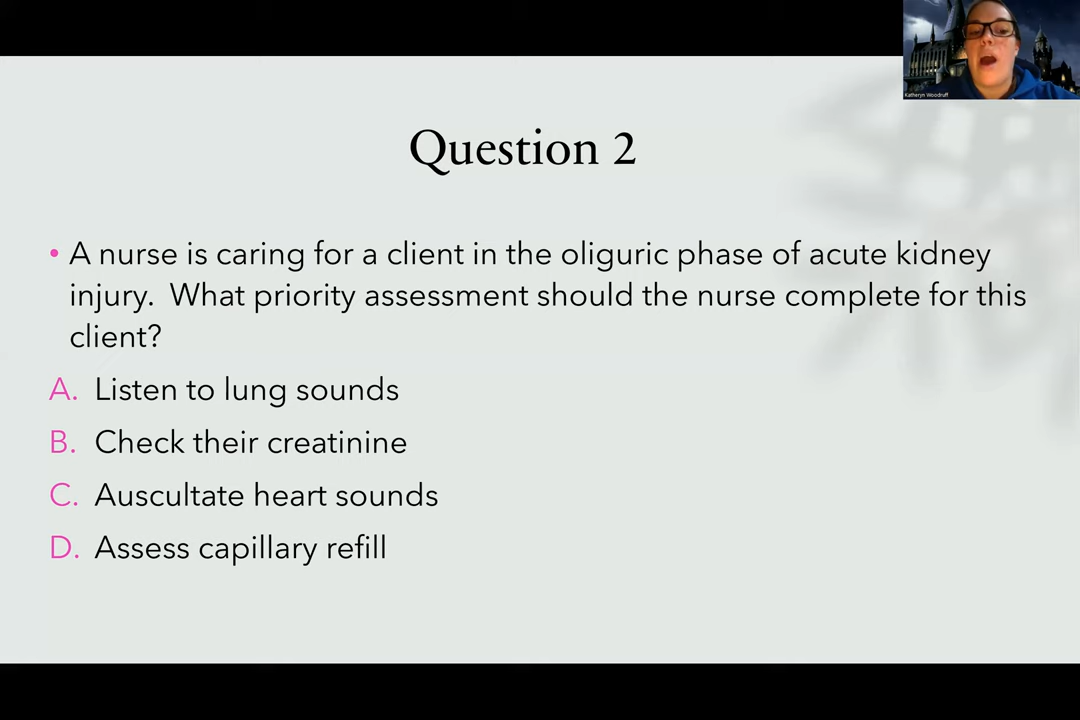 Katheryn Woodruff
Question 2
• A nurse is caring for a client in the oliguric phase of acute kidney
injury.  What priority assessment should the nurse complete for this
client?
A. Listen to lung sounds
B. Check their creatinine
C. Auscultate heart sounds
D. Assess capillary refill